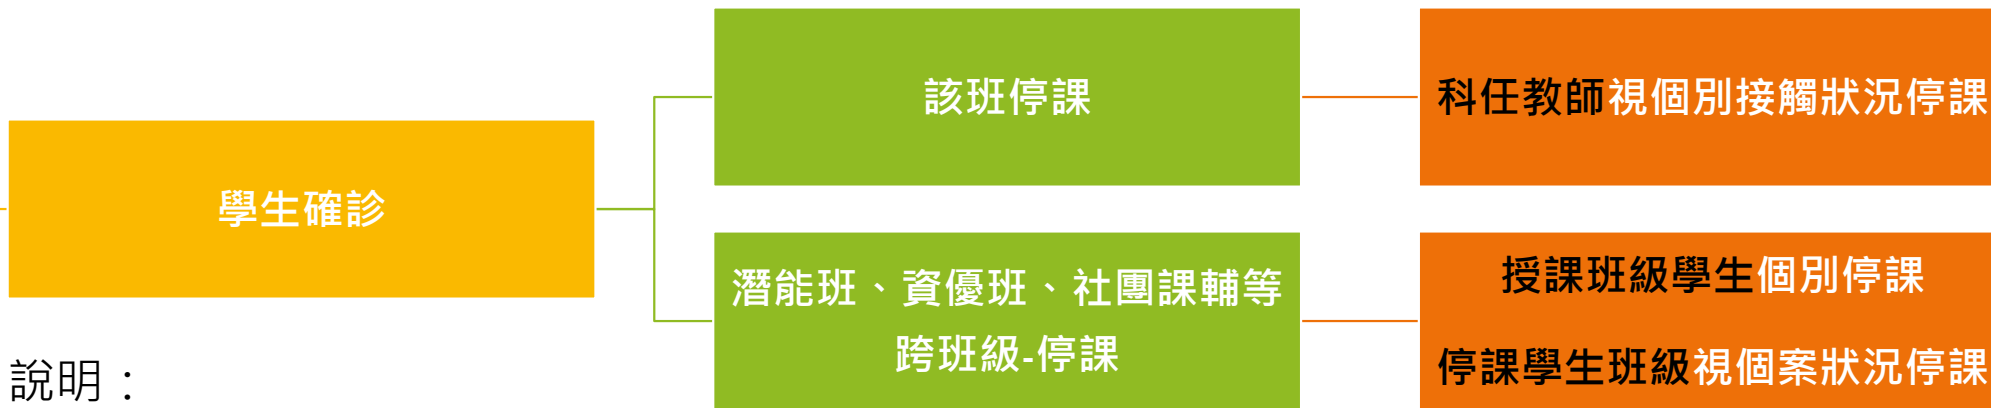 學生確診
該班停課
科任教師視個別接觸狀況停課
潛能班、資優班、社團課輔等
跨班級-停課
授課班級學生個別停課
停課學生班級視個案狀況停課
說明：